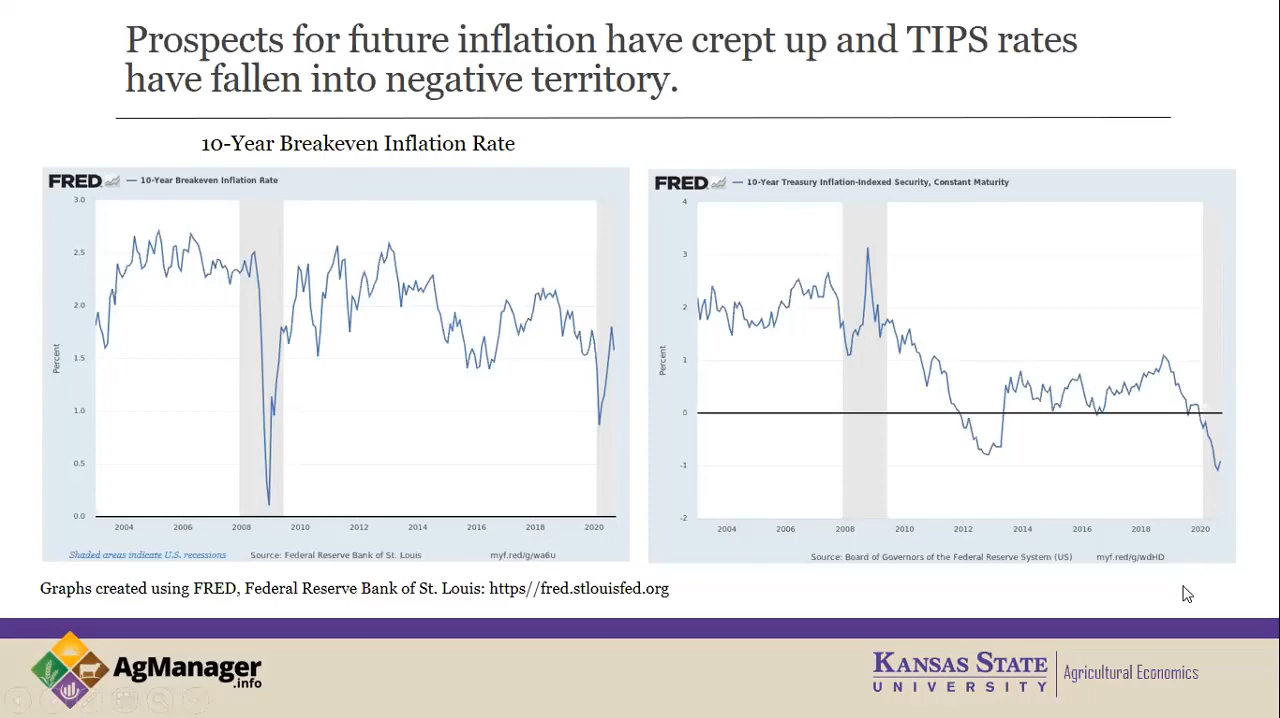 Prospects for future inflation have crept up and TIPS rates
have fallen into negative territory.
10-Year Breakeven Inflation Rate
FRED — 10-Year Breakeven Inflation Rate
3.0
2.5
2.0
1.5
1.0
0.5
0.0
Percent
2004 2006 2008 2010 2012 2014 2016 2018 2020
Shaded areas indicate U.S. recessions Source: Federal Reserve Bank of St. Louis myf.red/g/wa6u
FRED — 10-Year Treasury Inflation-Indexed Security, Constant Maturity
4
3
2
1
0
-1
-2
Percent
2004 2006 2008 2010 2012 2014 2016 2018 2020
Source: Board of Governors of the Federal Reserve System (US) myf.red/g/wdHD
Graphs created using FRED, Federal Reserve Bank of St. Louis: https//fred.stlouisfed.org
AgManager
.info
KANSAS STATE
UNIVERSITY
Agricultural Economics